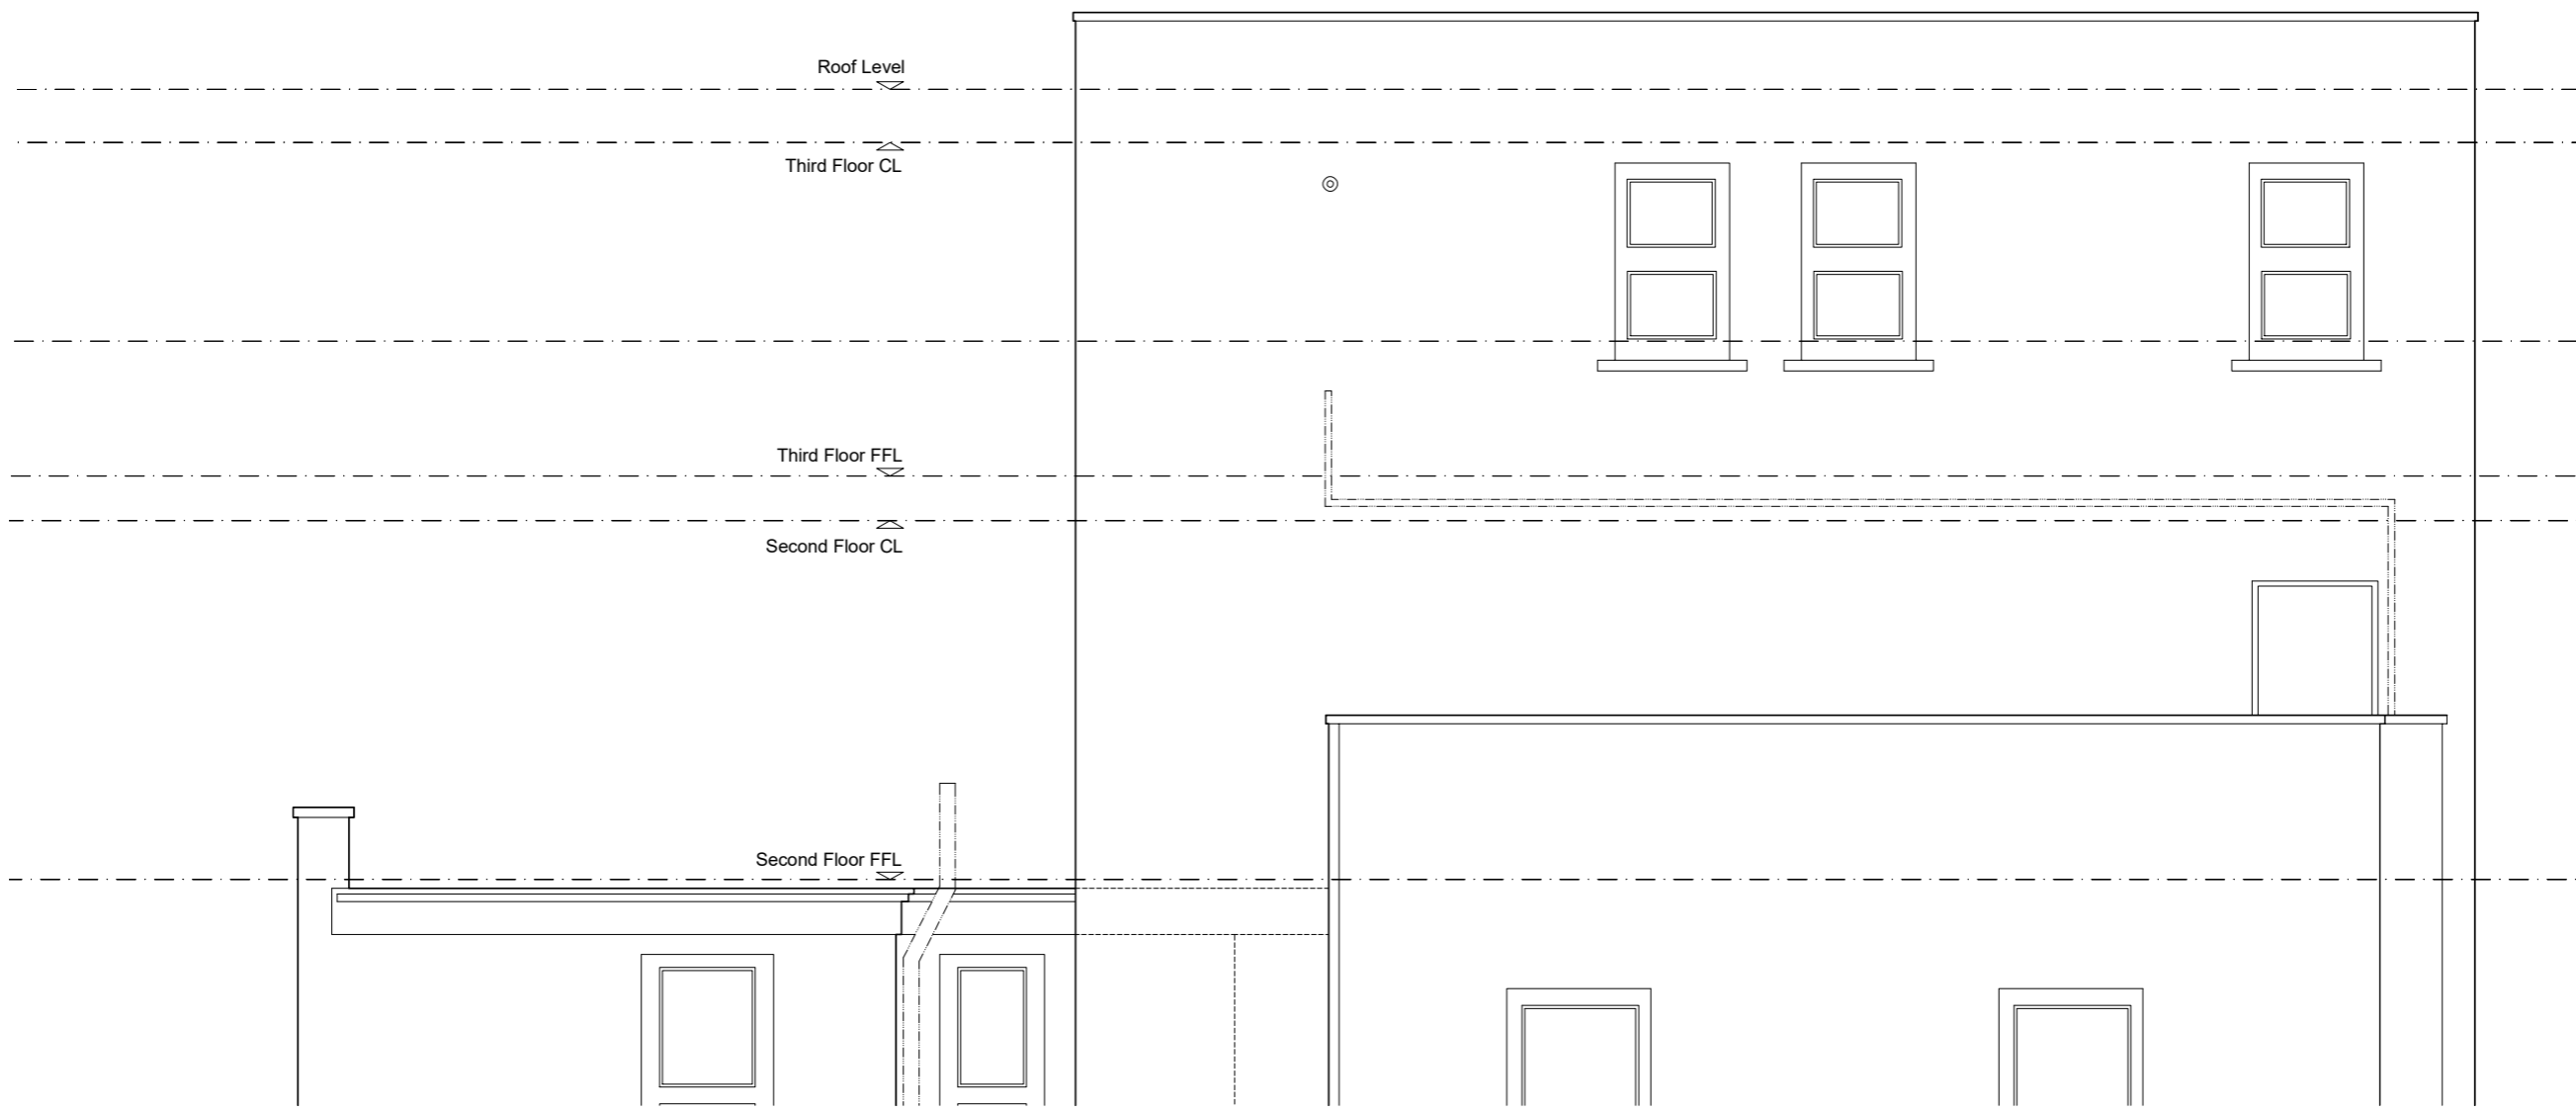 Roof Level
Third Floor CL
Third Floor FFL
Second Floor CL
Second Floor FFL